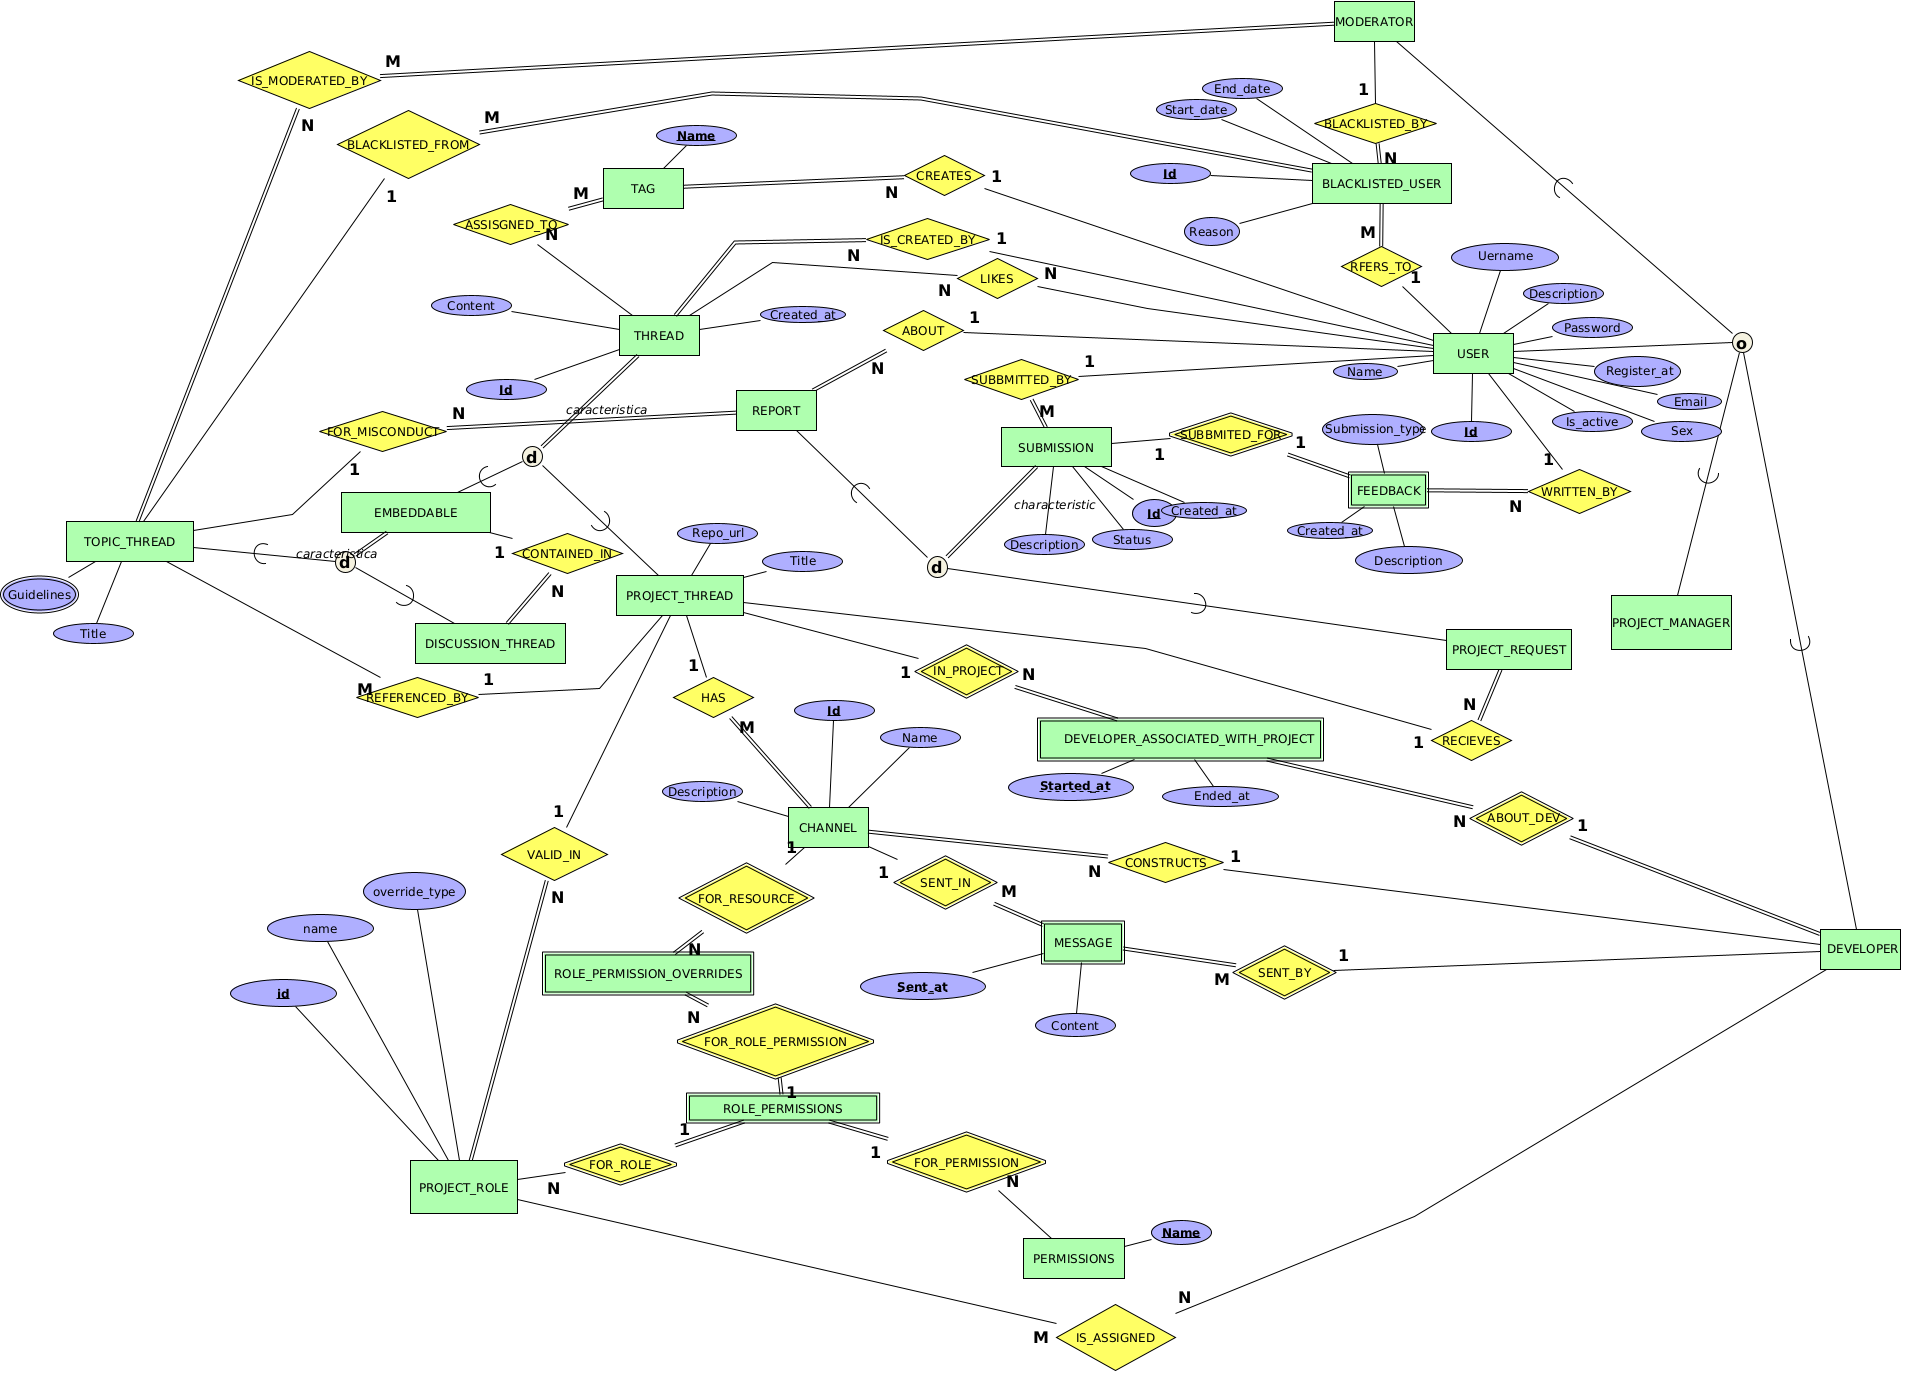 MODERATOR
M
IS_MODERATED_BY
N
End_date
Start_date
1
BLACKLISTED_BY
N
M
BLACKLISTED_FROM
1
Name
TAG
M
N
CREATES
1
Id
BLACKLISTED_USER
Reason
M
RFERS_TO
1
ASSISGNED_TO
N
IS_CREATED_BY
1
N
LIKES
N
N
Uername
Description
Password
Content
Created_at
THREAD
Id
ABOUT
1
N
USER
o
Name
Register_at
Email
Is_active
Sex
Id
SUBBMITTED_BY
1
M
caracteristica
REPORT
N
FOR_MISCONDUCT
1
SUBMISSION
SUBBMITED_FOR
1
1
Submission_type
1
d
FEEDBACK
WRITTEN_BY
N
characteristic
Id
Created_at
Description
Status
Created_at
Description
EMBEDDABLE
TOPIC_THREAD
caracteristica
d
1
CONTAINED_IN
N
Repo_url
Title
d
Guidelines
Title
PROJECT_THREAD
DISCUSSION_THREAD
PROJECT_MANAGER
PROJECT_REQUEST
M
REFERENCED_BY
1
1
HAS
M
1
IN_PROJECT
N
N
RECIEVES
1
Id
Name
DEVELOPER_ASSOCIATED_WITH_PROJECT
Started_at
Ended_at
Description
CHANNEL
1
N
ABOUT_DEV
1
1
VALID_IN
N
1
SENT_IN
M
N
CONSTRUCTS
1
override_type
name
id
FOR_RESOURCE
N
ROLE_PERMISSION_OVERRIDES
N
MESSAGE
Sent_at
Content
M
SENT_BY
1
DEVELOPER
FOR_ROLE_PERMISSION
1
ROLE_PERMISSIONS
1
1
FOR_ROLE
N
FOR_PERMISSION
N
PROJECT_ROLE
Name
PERMISSIONS
N
M
IS_ASSIGNED